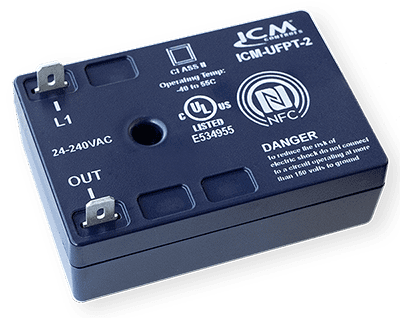 ICM
CONTROLS
ICM-UFPT-2
CLASS II
Operating Temp:
-40 to 55C
L1
24-240VAC
OUT
C UL US
LISTED
E534955
N
NFC
DANGER
To reduce the risk of
electric shock do not connect
to a circuit operating at more
than 150 volts to ground